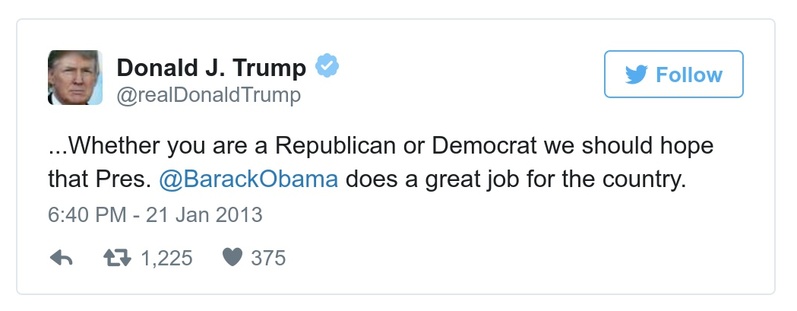 Donald J. Trump
@realDonaldTrump
Follow
...Whether you are a Republican or Democrat we should hope
that Pres. @BarackObama does a great job for the country.
6:40 PM - 21 Jan 2013
1,225 375